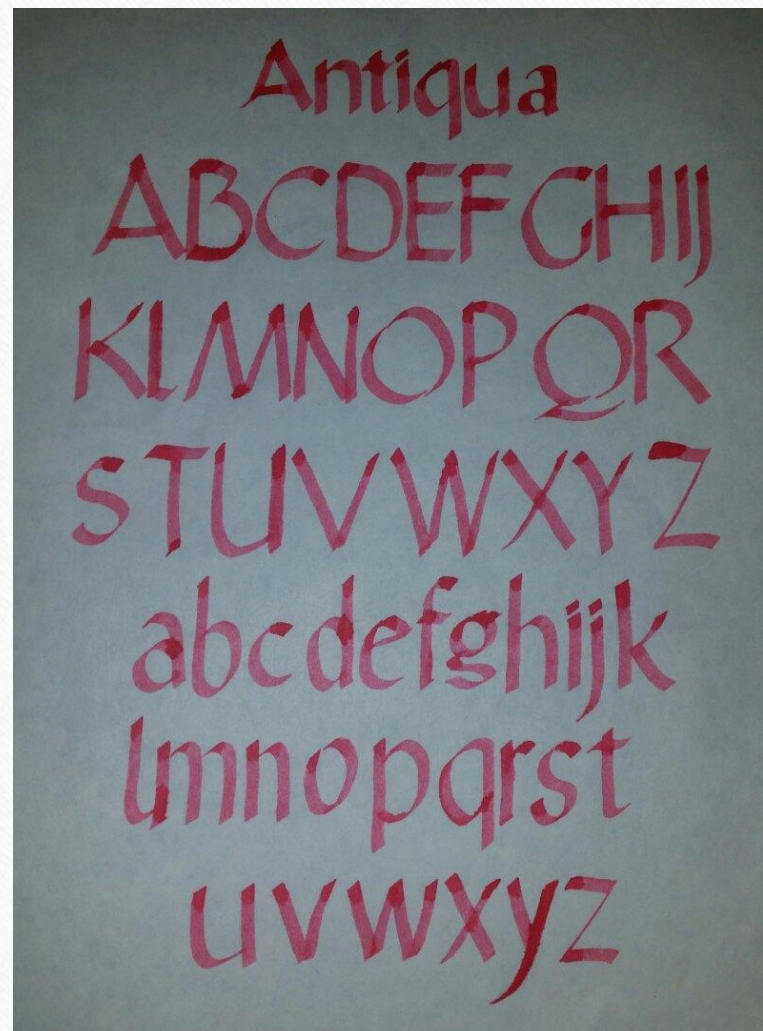 Antiqua
ABCDEFGHIJ
KLMNOPQR
STUVWXYZ
abcdefghijk
lmnopqrst
uvwxyz